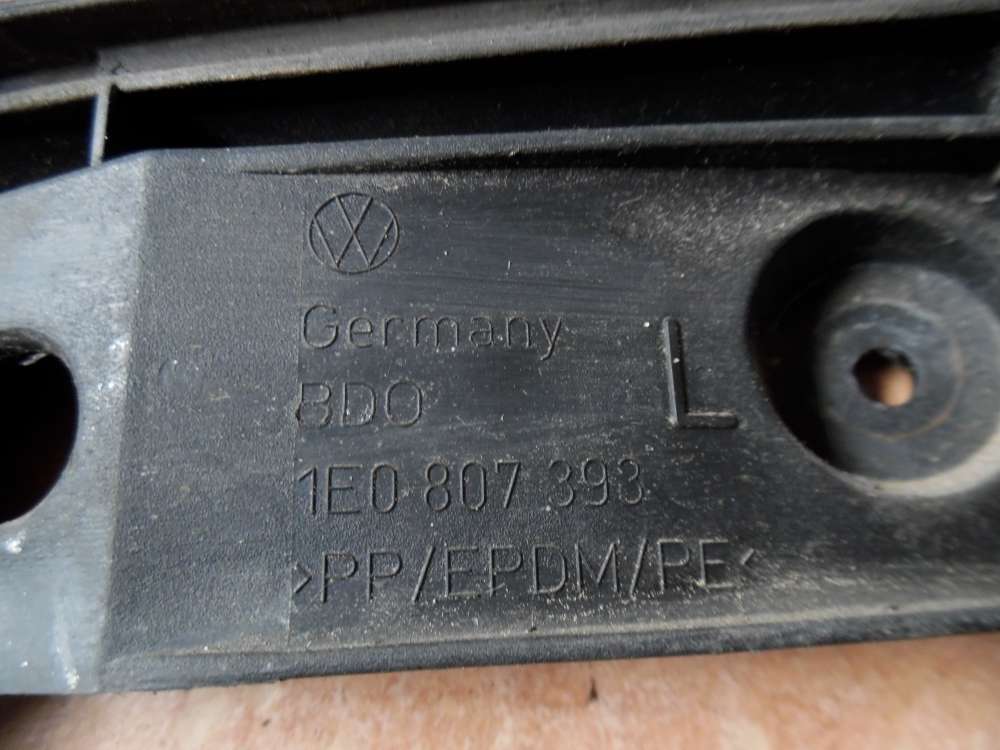 Germany
BDO
L
1E0 807 393
>PP/EPDM/PE<